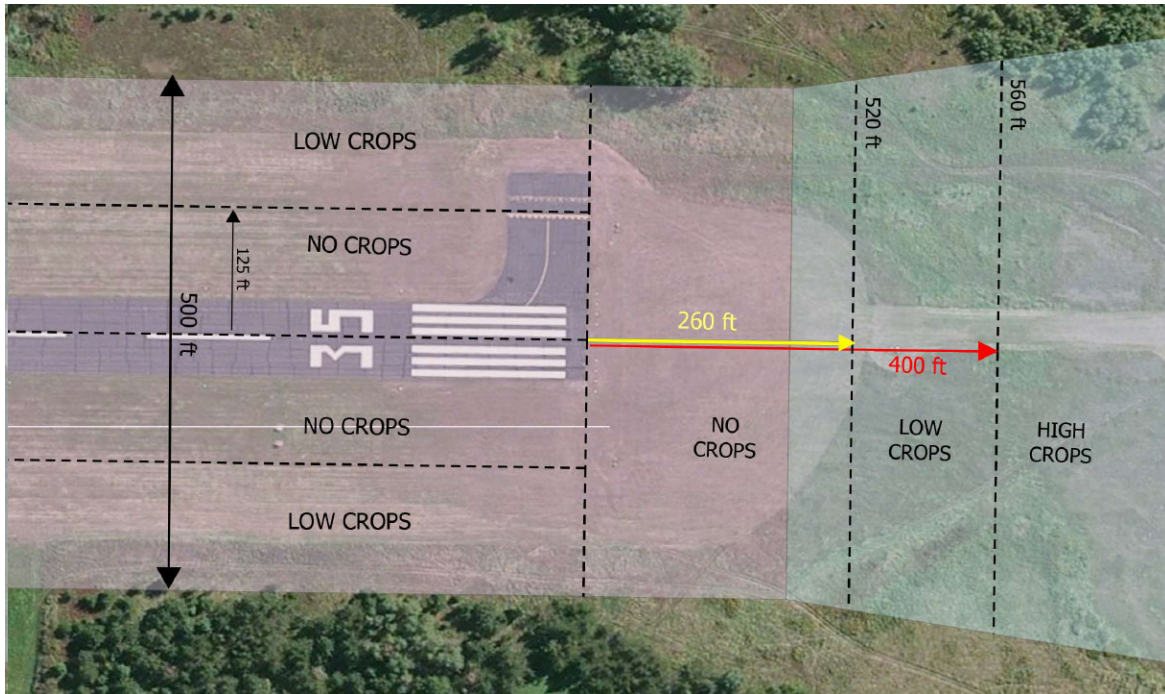 LOW CROPS
520 ft
560 ft
NO CROPS
125 ft
500 ft
35
260 ft
400 ft
NO CROPS
NO
CROPS
LOW
CROPS
HIGH
CROPS
LOW CROPS